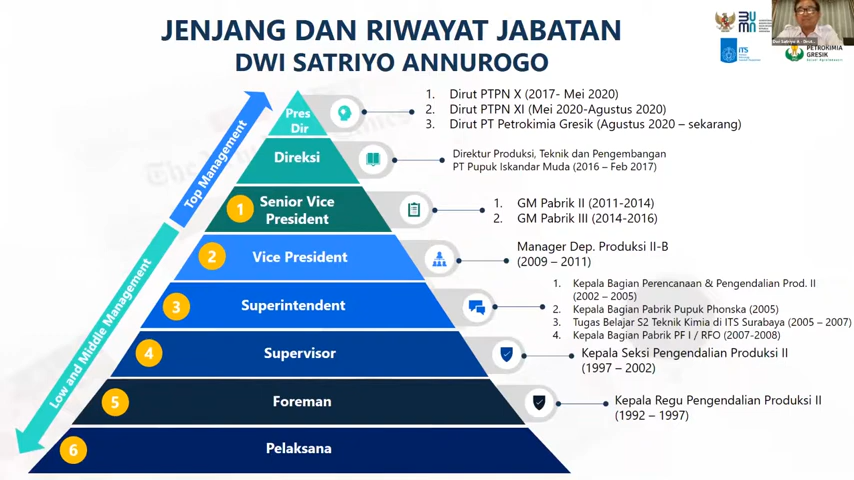 JENJANG DAN RIWAYAT JABATAN
DWI SATRIYO ANNUROGO
BUMN
ITS
PETROKIMIA
GRESIK
Top Management
Low and Middle Management
Pres
Dir
1. Dirut PTPN X (2017- Mei 2020)
2. Dirut PTPN XI (Mei 2020-Agustus 2020)
3. Dirut PT Petrokimia Gresik (Agustus 2020 – sekarang)
Direksi
Direktur Produksi, Teknik dan Pengembangan
PT Pupuk Iskandar Muda (2016 – Feb 2017)
1 Senior Vice
President
1. GM Pabrik II (2011-2014)
2. GM Pabrik III (2014-2016)
2 Vice President
Manager Dep. Produksi II-B
(2009 – 2011)
3 Superintendent
1. Kepala Bagian Perencanaan & Pengendalian Prod. II
(2002 – 2005)
2. Kepala Bagian Pabrik Pupuk Phonska (2005)
3. Tugas Belajar S2 Teknik Kimia di ITS Surabaya (2005 – 2007)
4. Kepala Bagian Pabrik PF I / RFO (2007-2008)
4 Supervisor
Kepala Seksi Pengendalian Produksi II
(1997 – 2002)
5 Foreman
Kepala Regu Pengendalian Produksi II
(1992 – 1997)
6 Pelaksana